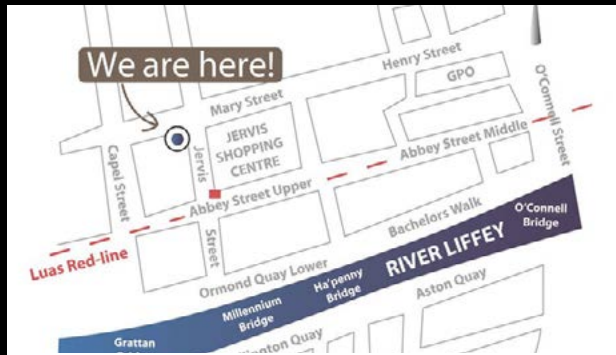 We are here!
Henry Street
GPO
O'Connell Street
Mary Street
JERVIS
SHOPPING
CENTRE
Capel Street
Jervis
Street
Abbey Street Middle
Abbey Street Upper
Luas Red-line
Bachelors Walk
O'Connell
Bridge
Ormond Quay Lower
RIVER LIFFEY
Ha'penny
Bridge
Aston Quay
Millennium
Bridge
Grattan
Quay